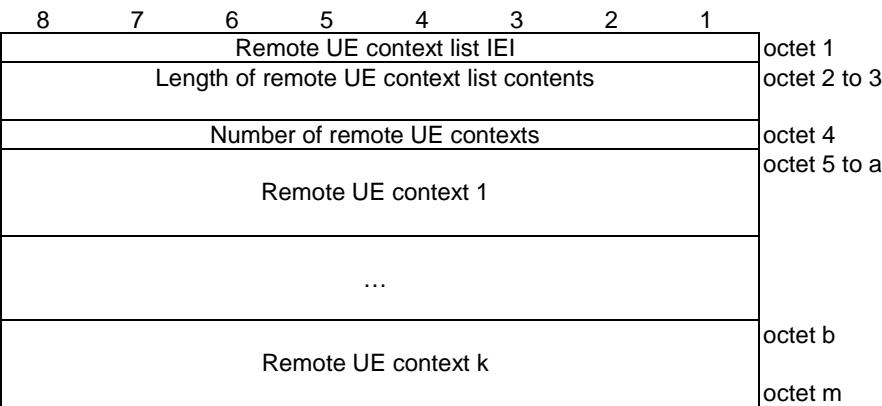 8 7 6 5 4 3 2 1
Remote UE context list IEI octet 1
Length of remote UE context list contents octet 2 to 3
Number of remote UE contexts octet 4
octet 5 to a
Remote UE context 1
…
octet b
Remote UE context k
octet m